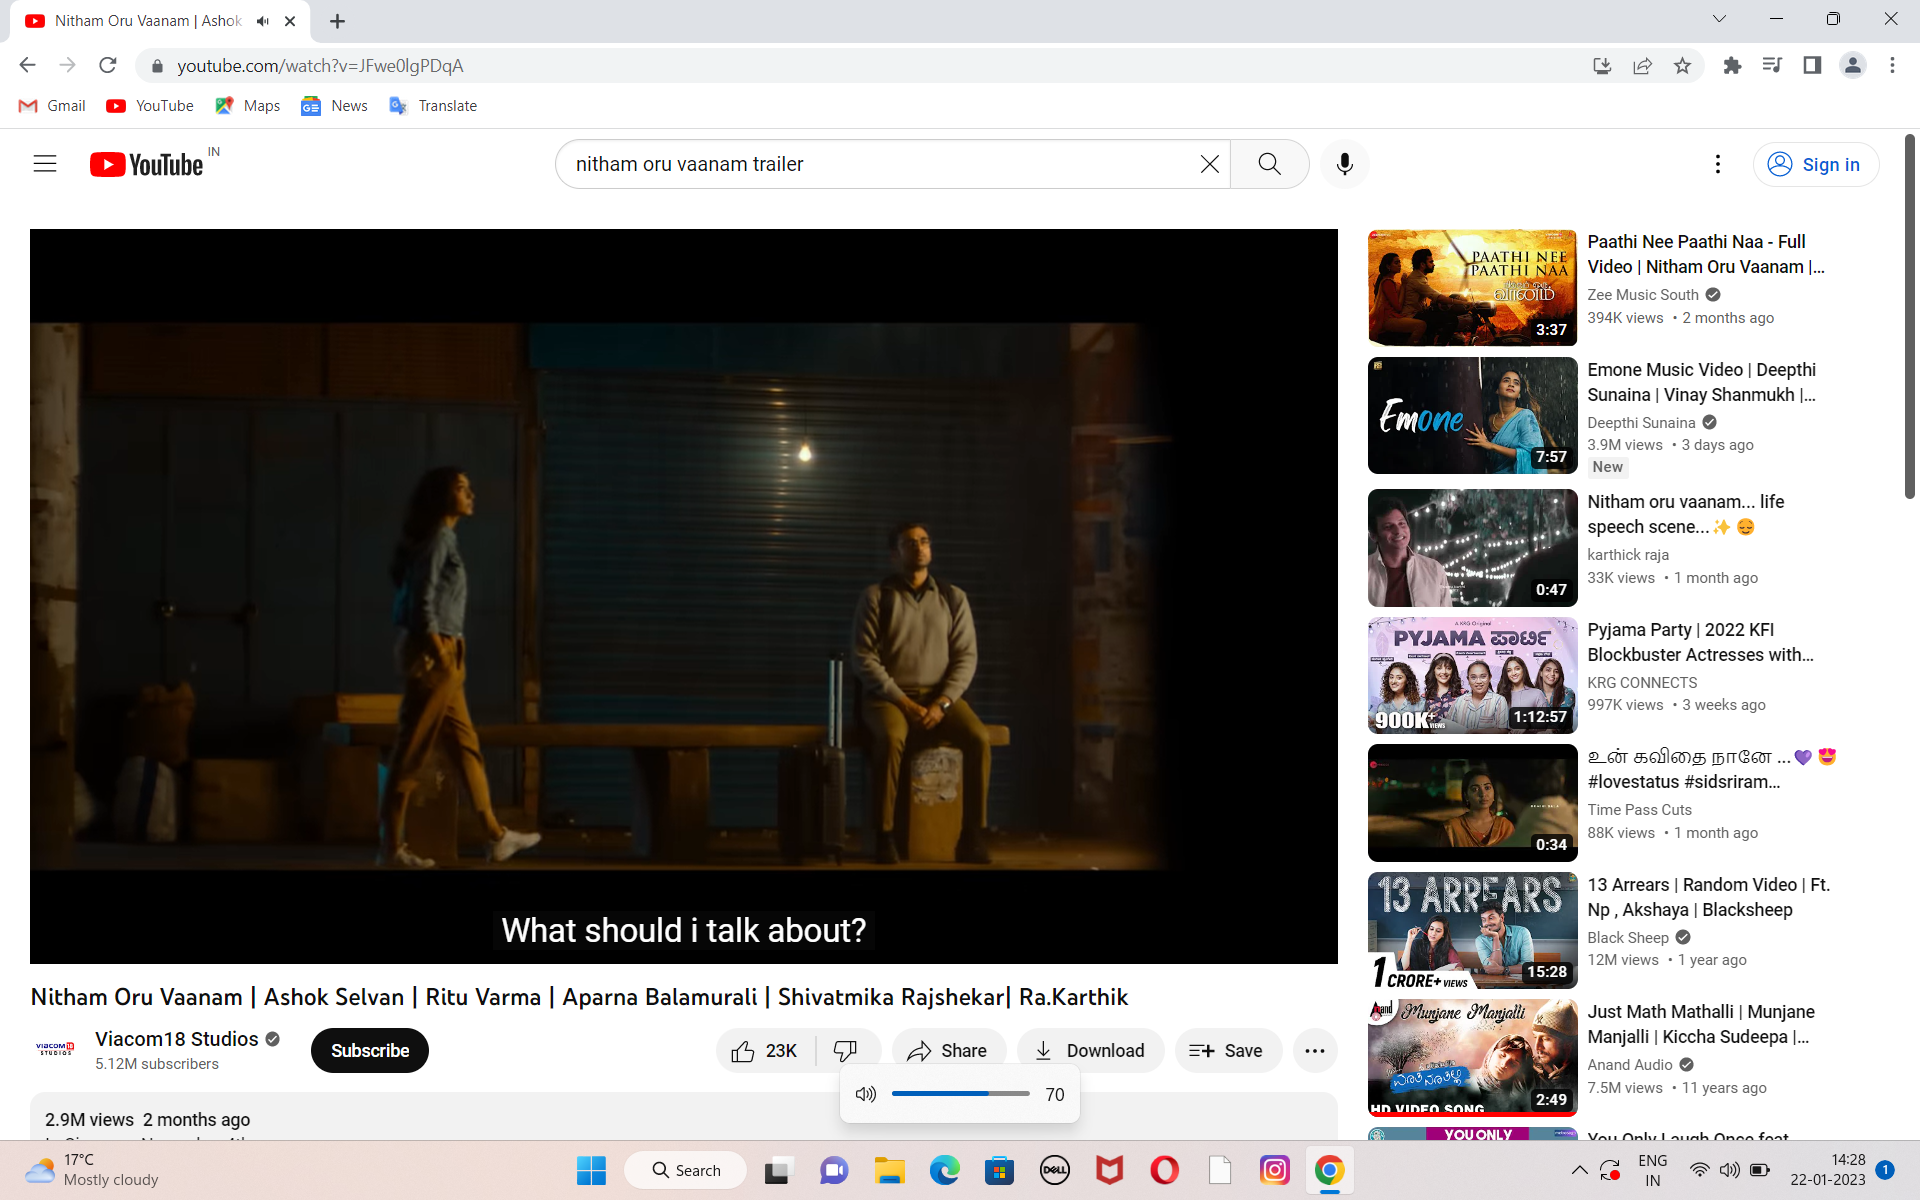 Nitham Oru Vaanam | Ashok
youtube.com/watch?v=JFwe0lgPDqA
Gmail
YouTube
Maps
News
Translate
YouTube IN
nitham oru vaanam trailer
Sign in
What should i talk about?
Nitham Oru Vaanam | Ashok Selvan | Ritu Varma | Aparna Balamurali | Shivatmika Rajshekar| Ra.Karthik
VIACOM18
STUDIOS
Viacom18 Studios
5.12M subscribers
Subscribe
23K
Share
Download
Save
70
2.9M views 2 months ago
PAATHI NEE
PAATHI NAA
வானம்
3:37
Paathi Nee Paathi Naa - Full
Video | Nitham Oru Vaanam |...
Zee Music South
394K views • 2 months ago
Emone
7:57
Emone Music Video | Deepthi
Sunaina | Vinay Shanmukh |...
Deepthi Sunaina
3.9M views • 3 days ago
New
0:47
Nitham oru vaanam... life
speech scene...✨ 😌
karthick raja
33K views • 1 month ago
A KRG Original
PYJAMA ಪಾರ್ಟಿ
900K+ VIEWS
1:12:57
Pyjama Party | 2022 KFI
Blockbuster Actresses with...
KRG CONNECTS
997K views • 3 weeks ago
0:34
உன் கவிதை நானே ...💜 😍
#lovestatus #sidsriram...
Time Pass Cuts
88K views • 1 month ago
13 ARREARS
1 CRORE+ VIEWS
15:28
13 Arrears | Random Video | Ft.
Np , Akshaya | Blacksheep
Black Sheep
12M views • 1 year ago
Anand
Munjane Manjalli
HD VIDEO SONG
2:49
Just Math Mathalli | Munjane
Manjalli | Kiccha Sudeepa |...
Anand Audio
7.5M views • 11 years ago
YOU ONLY
You Only Laugh Once feat
17°C
Mostly cloudy
Search
DELL
ENG
IN
14:28
22-01-2023
1